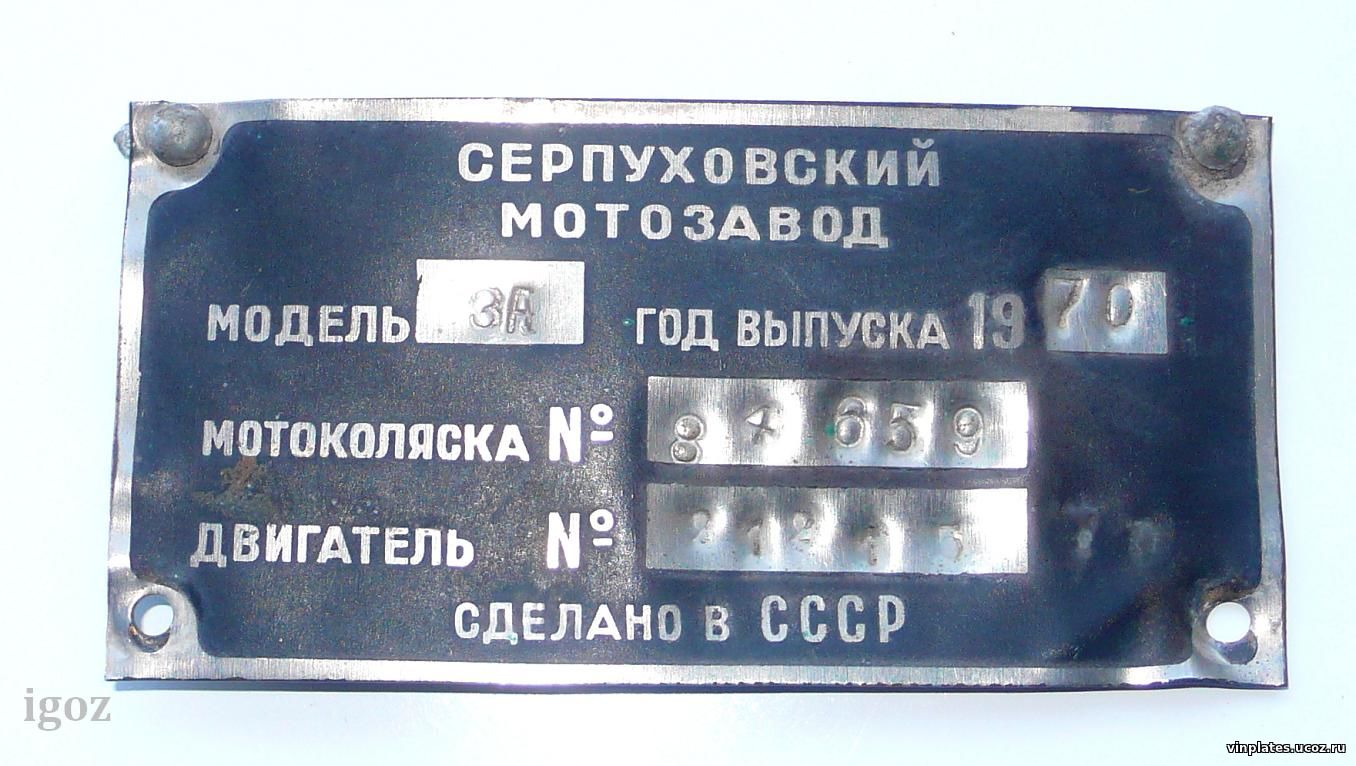 СЕРПУХОВСКИЙ
МОТОЗАВОД
МОДЕЛЬ 3А ГОД ВЫПУСКА 1970
МОТОКОЛЯСКА № 84659
ДВИГАТЕЛЬ №
СДЕЛАНО В СССР
igoz
vinplates.ucoz.ru